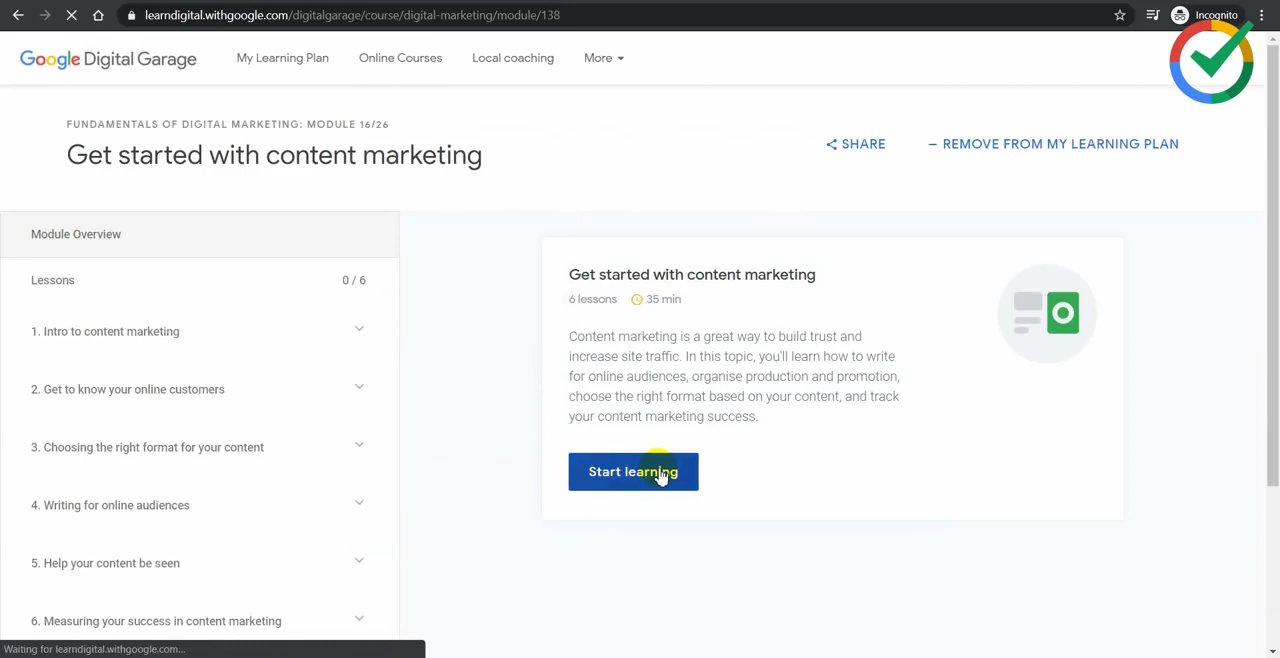 learndigital.withgoogle.com/digitalgarage/course/digital-marketing/module/138
Incognito
Google Digital Garage
My Learning Plan
Online Courses
Local coaching
More
FUNDAMENTALS OF DIGITAL MARKETING: MODULE 16/26
Get started with content marketing
SHARE
REMOVE FROM MY LEARNING PLAN
Module Overview
Lessons 0 / 6
1. Intro to content marketing
2. Get to know your online customers
3. Choosing the right format for your content
4. Writing for online audiences
5. Help your content be seen
6. Measuring your success in content marketing
Get started with content marketing
6 lessons 35 min
Content marketing is a great way to build trust and
increase site traffic. In this topic, you'll learn how to write
for online audiences, organise production and promotion,
choose the right format based on your content, and track
your content marketing success.
Start learning
Waiting for learndigital.withgoogle.com...